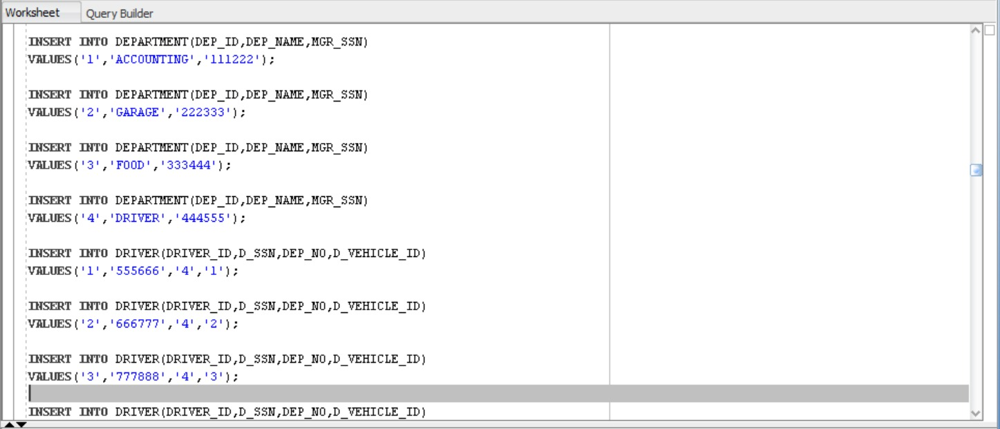 Worksheet Query Builder
INSERT INTO DEPARTMENT(DEP_ID,DEP_NAME,MGR_SSN)
VALUES('1','ACCOUNTING','111222');
INSERT INTO DEPARTMENT(DEP_ID,DEP_NAME,MGR_SSN)
VALUES('2','GARAGE','222333');
INSERT INTO DEPARTMENT(DEP_ID,DEP_NAME,MGR_SSN)
VALUES('3','FOOD','333444');
INSERT INTO DEPARTMENT(DEP_ID,DEP_NAME,MGR_SSN)
VALUES('4','DRIVER','444555');
INSERT INTO DRIVER(DRIVER_ID,D_SSN,DEP_NO,D_VEHICLE_ID)
VALUES('1','555666','4','1');
INSERT INTO DRIVER(DRIVER_ID,D_SSN,DEP_NO,D_VEHICLE_ID)
VALUES('2','666777','4','2');
INSERT INTO DRIVER(DRIVER_ID,D_SSN,DEP_NO,D_VEHICLE_ID)
VALUES('3','777888','4','3');
INSERT INTO DRIVER(DRIVER_ID,D_SSN,DEP_NO,D_VEHICLE_ID)